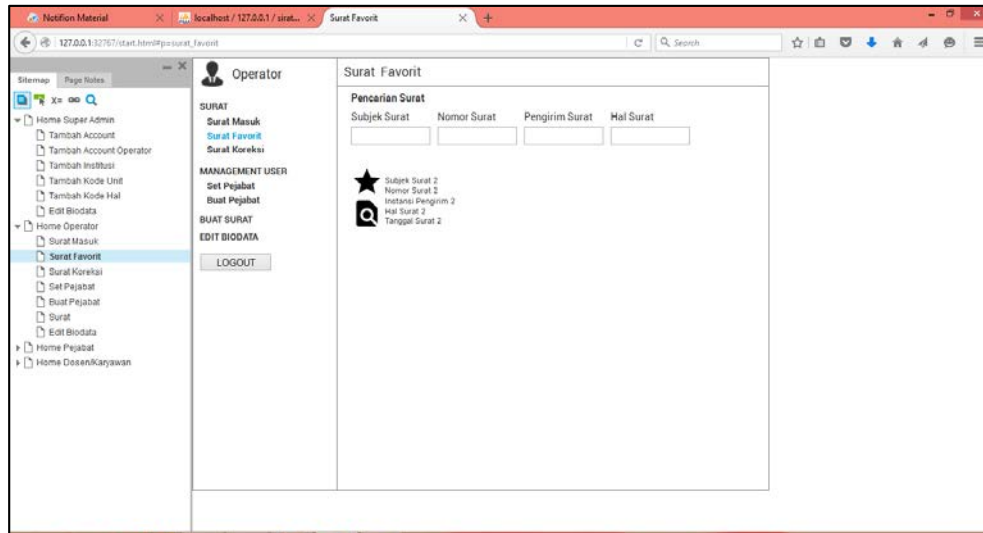 Notifion Material
localhost / 127.0.0.1 / sirat...
Surat Favorit
127.0.0.1:32767/start.html#p=surat_favorit
Search
Sitemap
Page Notes
X=
Home Super Admin
Tambah Account
Tambah Account Operator
Tambah Institusi
Tambah Kode Unit
Tambah Kode Hal
Edit Biodata
Home Operator
Surat Masuk
Surat Favorit
Surat Koreksi
Set Pejabat
Buat Pejabat
Surat
Edit Biodata
Home Pejabat
Home Dosen/Karyawan
Operator
SURAT
Surat Masuk
Surat Favorit
Surat Koreksi
MANAGEMENT USER
Set Pejabat
Buat Pejabat
BUAT SURAT
EDIT BIODATA
LOGOUT
Surat Favorit
Pencarian Surat
Subjek Surat Nomor Surat Pengirim Surat Hal Surat
Subjek Surat 2
Nomor Surat 2
Instansi Pengirim 2
Hal Surat 2
Tanggal Surat 2